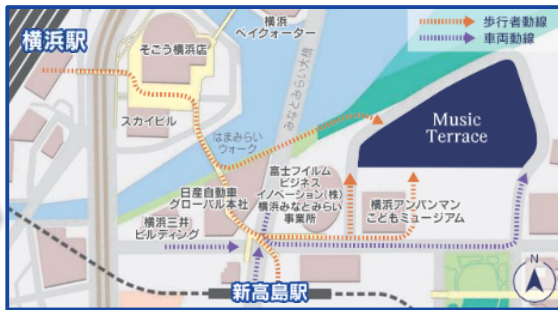 横浜駅
そごう横浜店
横浜
ベイクォーター
歩行者動線
車両動線
みなとみらい大橋
スカイビル
はまみらい
ウォーク
Music
Terrace
日産自動車
グローバル本社
富士フイルム
ビジネス
イノベーション(株)
横浜みなとみらい
事業所
横浜アンパンマン
こどもミュージアム
横浜三井
ビルディング
新高島駅
N